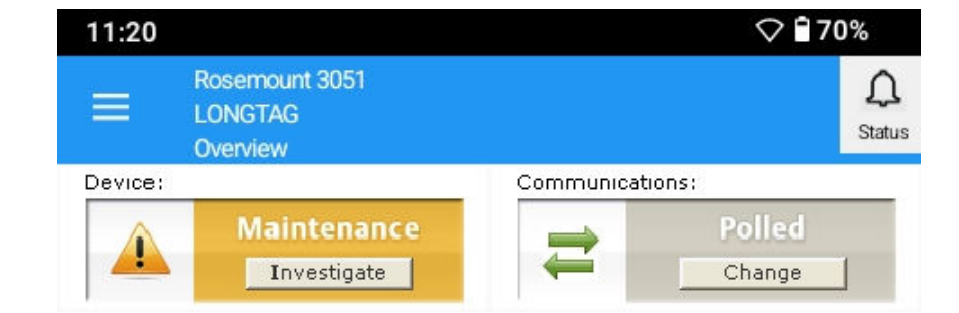 11:20 70%
Rosemount 3051
LONGTAG
Overview
Status
Device: Communications:
Maintenance Polled
Investigate Change